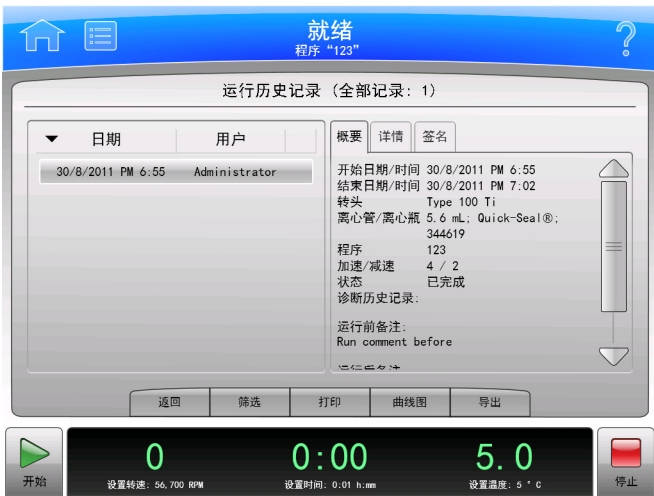 就绪
程序“123”
?
运行历史记录 (全部记录: 1)
日期 用户
30/8/2011 PM 6:55 Administrator
概要 详情 签名
开始日期/时间 30/8/2011 PM 6:55
结束日期/时间 30/8/2011 PM 7:02
转头 Type 100 Ti
离心管/离心瓶 5.6 mL; Quick-Seal®;
344619
程序 123
加速/减速 4 / 2
状态 已完成
诊断历史记录:
运行前备注:
Run comment before
返回 筛选 打印 曲线图 导出
开始
0
设置转速: 56,700 RPM
0:00
设置时间: 0:01 h:mm
5.0
设置温度: 5 °C
停止